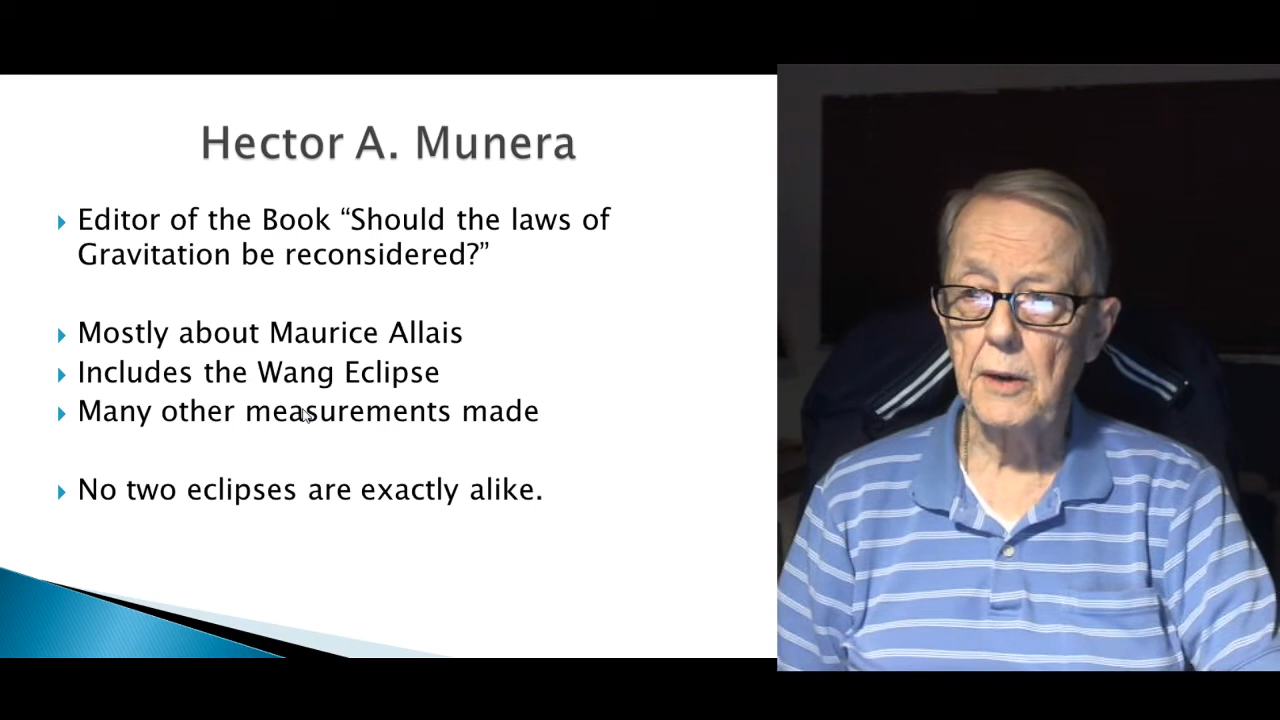 Hector A. Munera
Editor of the Book “Should the laws of
Gravitation be reconsidered?”
Mostly about Maurice Allais
Includes the Wang Eclipse
Many other measurements made
No two eclipses are exactly alike.